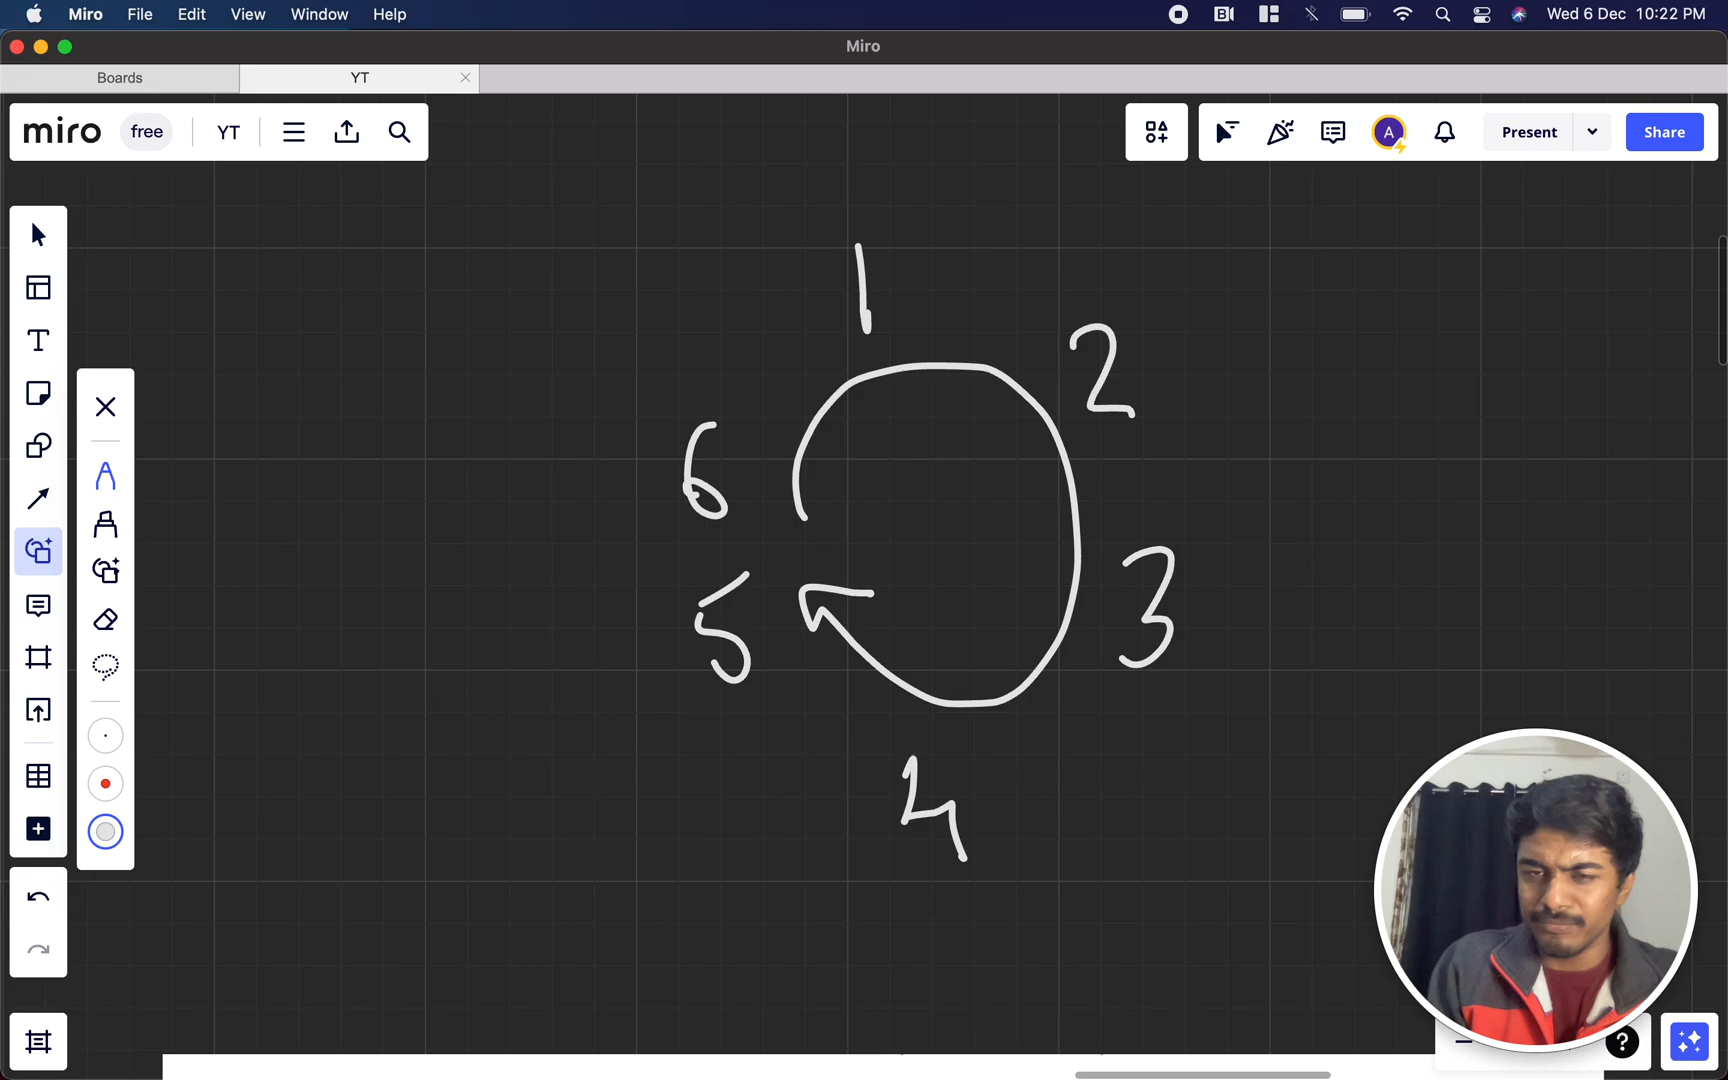 Miro File Edit View Window Help Wed 6 Dec 10:22 PM
Miro
Boards YT
miro free YT A Present Share
T
1
2
6
3
5
4
?